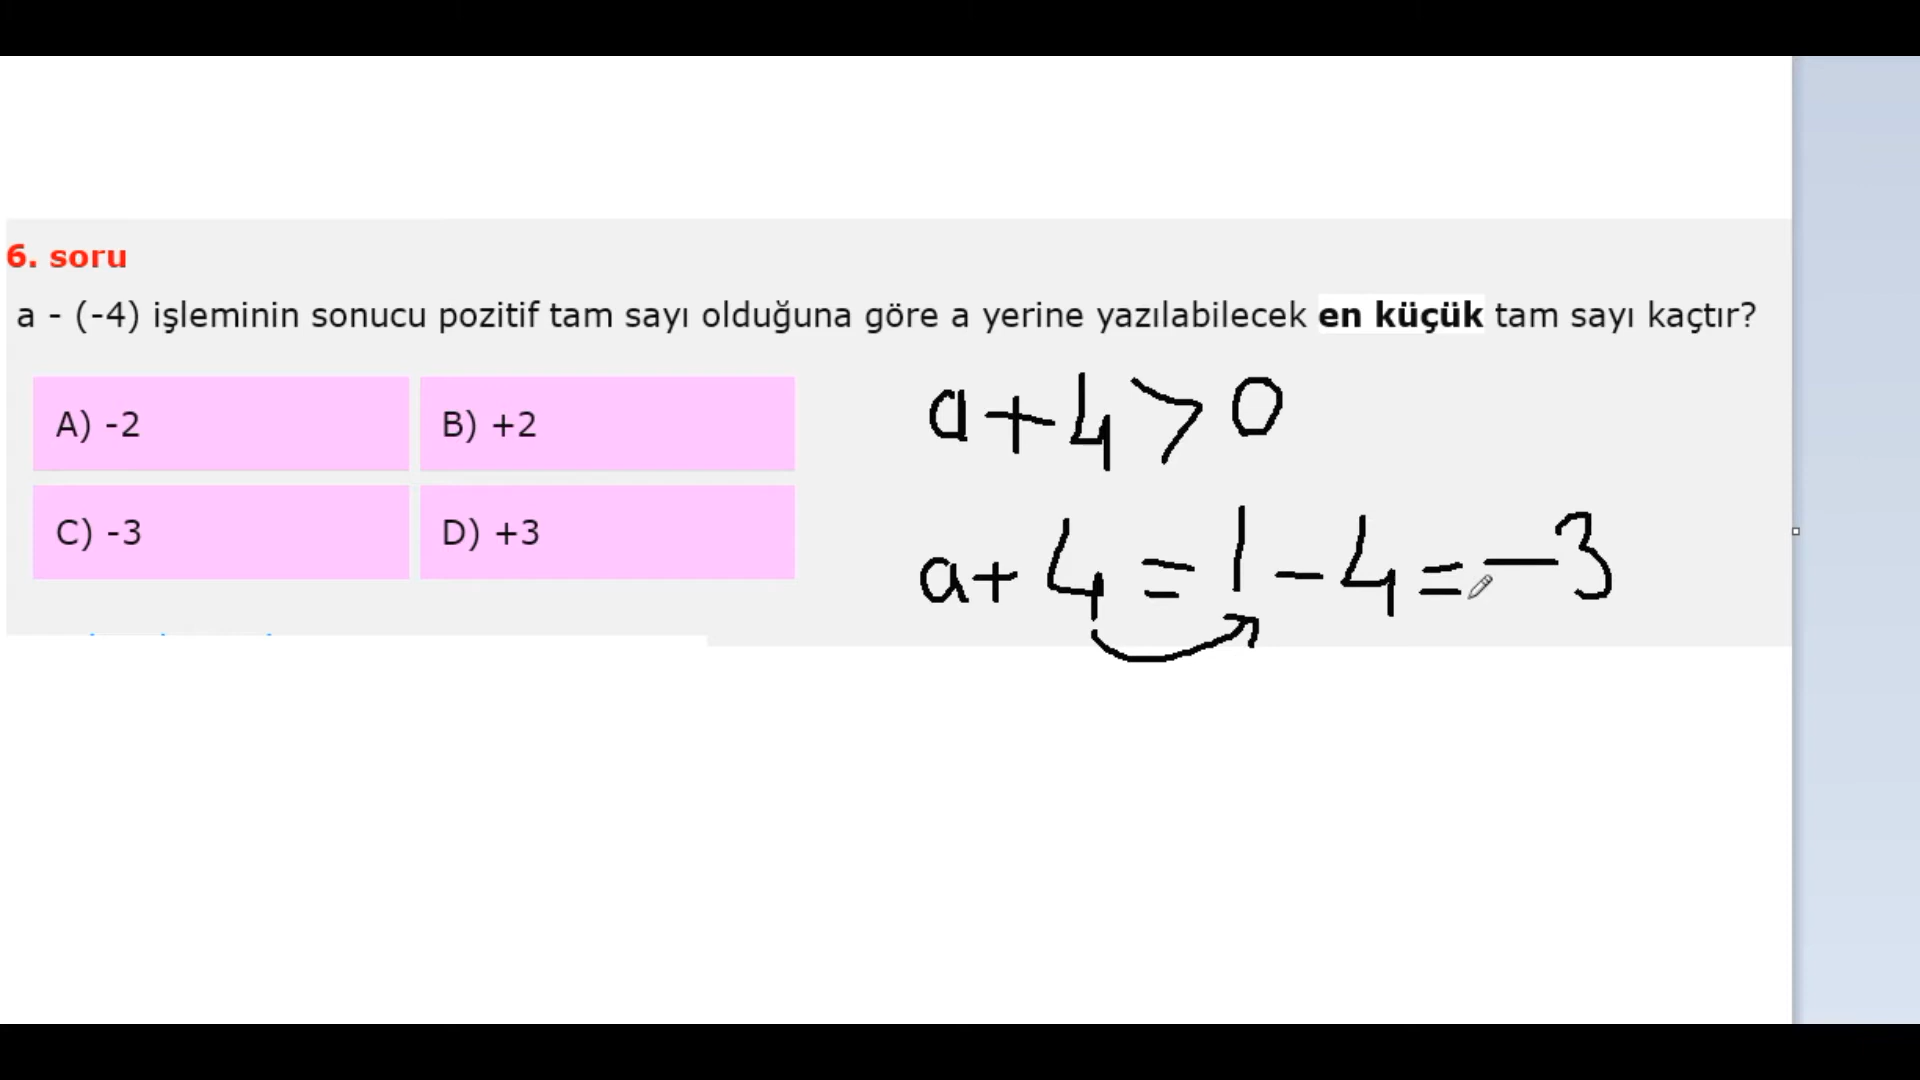 6. soru
a - (-4) işleminin sonucu pozitif tam sayı olduğuna göre a yerine yazılabilecek en küçük tam sayı kaçtır?
A) -2
B) +2
C) -3
D) +3
a+4>0
a+4=1-4=-3